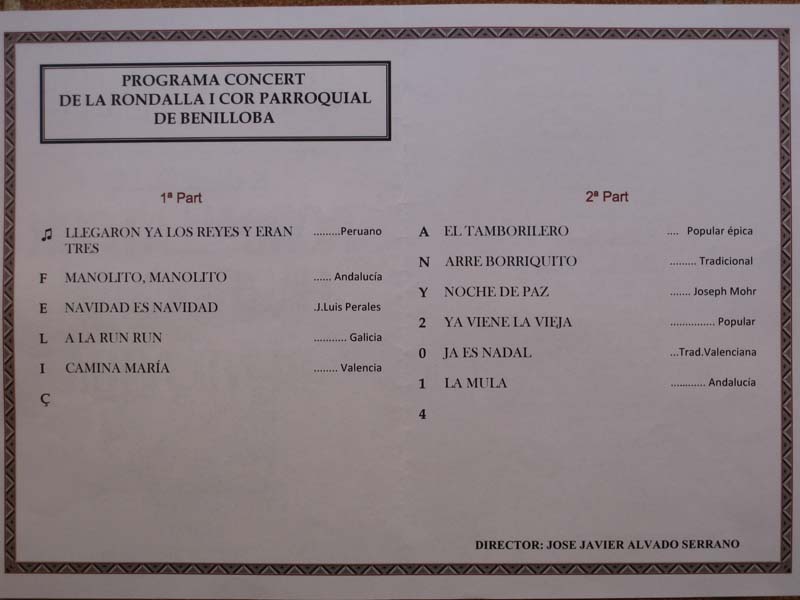 PROGRAMA CONCERT
DE LA RONDALLA I COR PARROQUIAL
DE BENILLOBA
1ª Part
♫ LLEGARON YA LOS REYES Y ERAN .........Peruano
TRES
F MANOLITO, MANOLITO ...... Andalucía
E NAVIDAD ES NAVIDAD .J.Luis Perales
L A LA RUN RUN ........... Galicia
I CAMINA MARÍA ........ Valencia
Ç
2ª Part
A EL TAMBORILERO .... Popular épica
N ARRE BORRIQUITO ......... Tradicional
Y NOCHE DE PAZ ....... Joseph Mohr
2 YA VIENE LA VIEJA ............... Popular
0 JA ES NADAL ...Trad.Valenciana
1 LA MULA ............ Andalucía
4
DIRECTOR: JOSE JAVIER ALVADO SERRANO